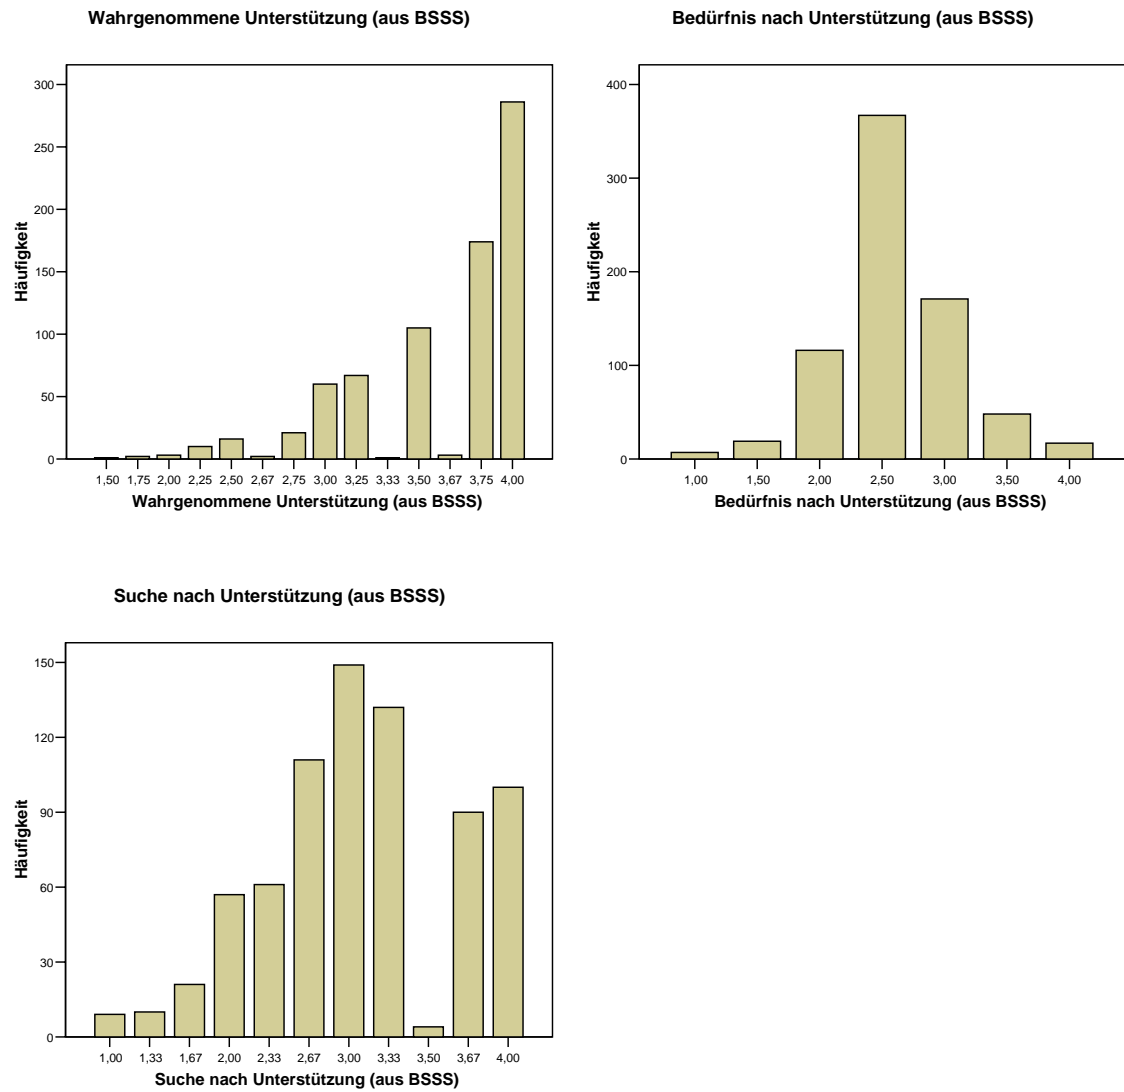 Wahrgenommene Unterstützung (aus BSSS)
300
250
200
150
100
50
0
Häufigkeit
1,50 1,75 2,00 2,25 2,50 2,67 2,75 3,00 3,25 3,33 3,50 3,67 3,75 4,00
Wahrgenommene Unterstützung (aus BSSS)
Bedürfnis nach Unterstützung (aus BSSS)
400
300
200
100
0
Häufigkeit
1,00 1,50 2,00 2,50 3,00 3,50 4,00
Bedürfnis nach Unterstützung (aus BSSS)
Suche nach Unterstützung (aus BSSS)
150
120
90
60
30
0
Häufigkeit
1,00 1,33 1,67 2,00 2,33 2,67 3,00 3,33 3,50 3,67 4,00
Suche nach Unterstützung (aus BSSS)